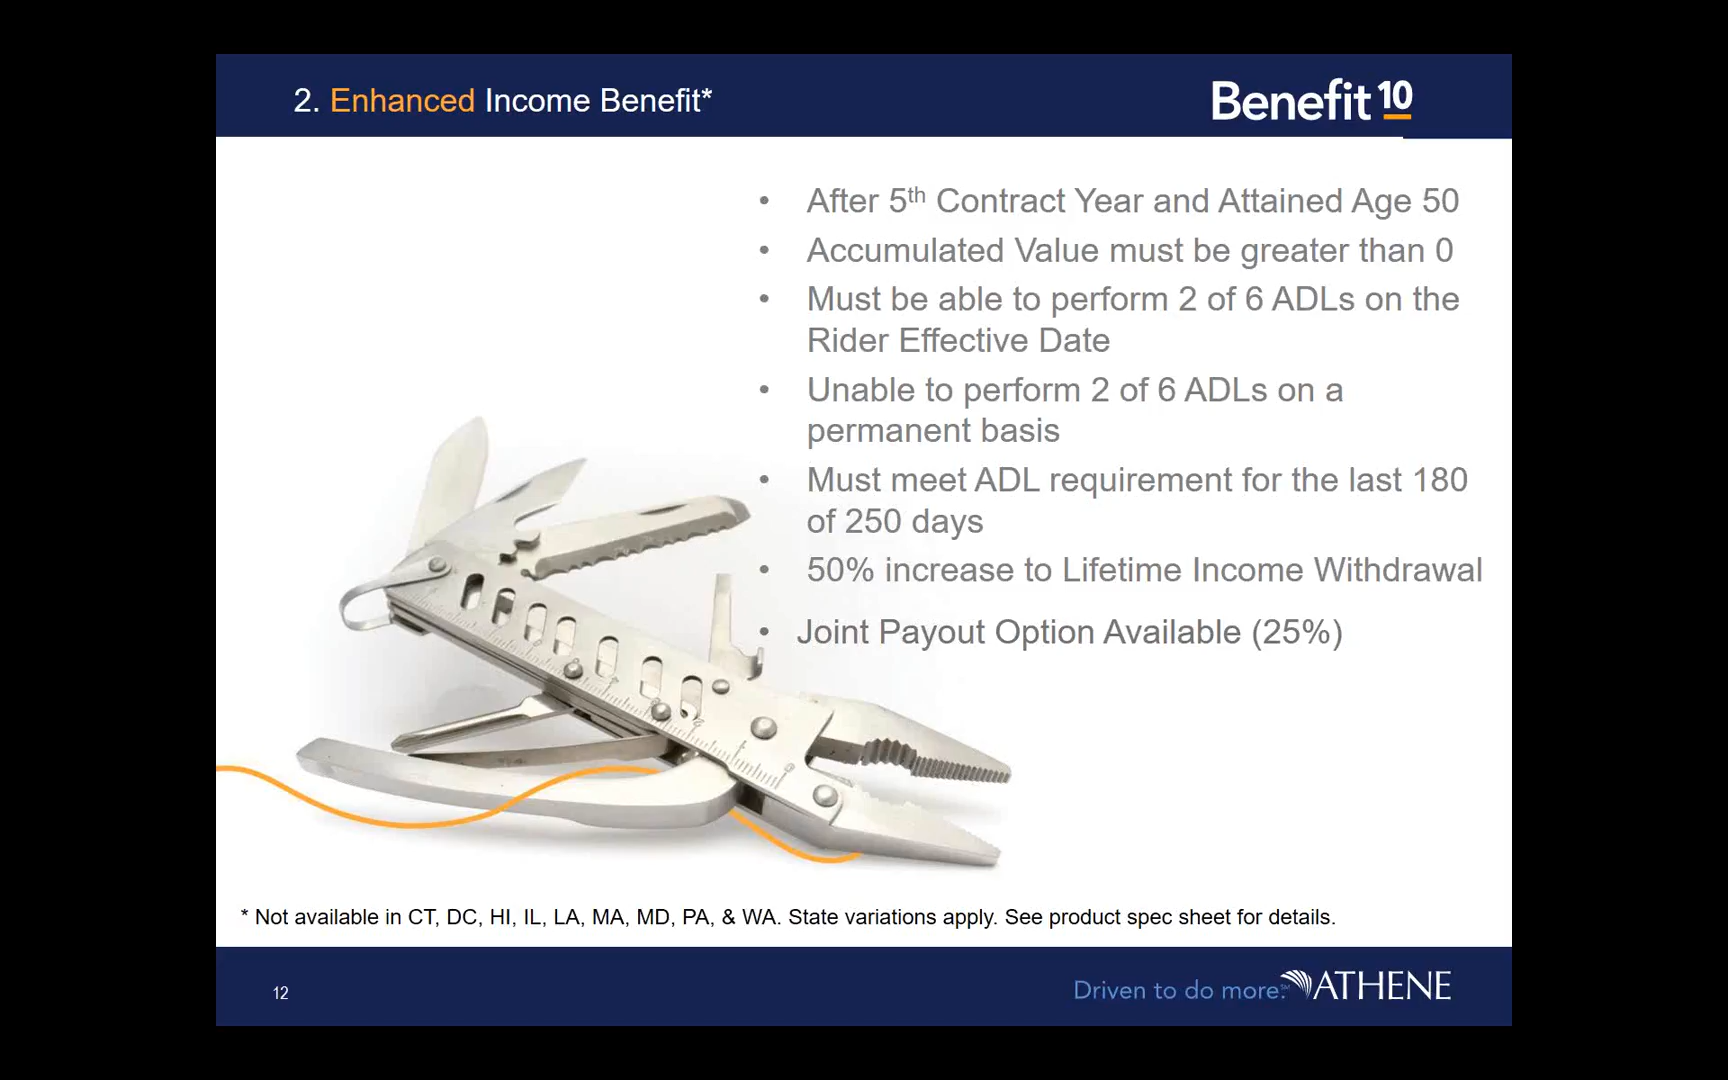 2. Enhanced Income Benefit*
Benefit 10
• After 5th Contract Year and Attained Age 50
• Accumulated Value must be greater than 0
• Must be able to perform 2 of 6 ADLs on the
Rider Effective Date
• Unable to perform 2 of 6 ADLs on a
permanent basis
• Must meet ADL requirement for the last 180
of 250 days
• 50% increase to Lifetime Income Withdrawal
• Joint Payout Option Available (25%)
* Not available in CT, DC, HI, IL, LA, MA, MD, PA, & WA. State variations apply. See product spec sheet for details.
12
Driven to do more.℠
ATHENE